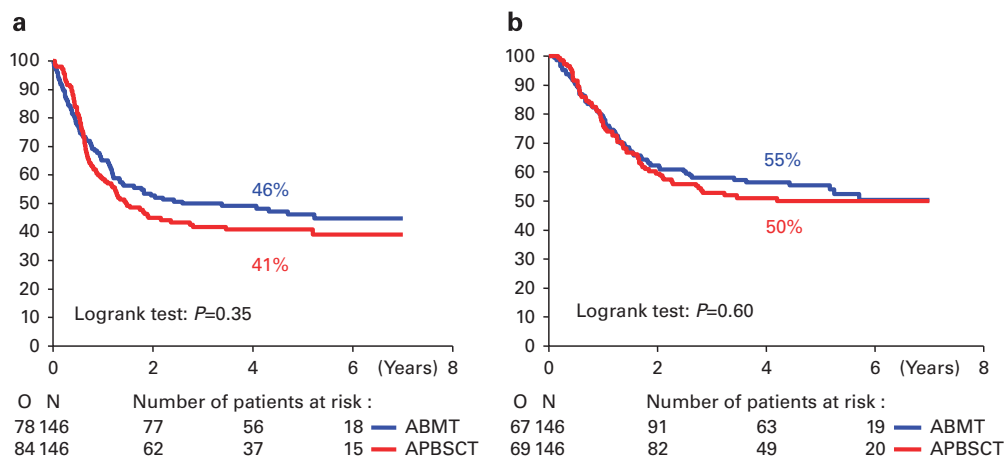 a
100
90
80
70
60
50
40
30
20
10
0
46%
41%
Logrank test: P=0.35
0 2 4 6 (Years) 8
O N Number of patients at risk :
78 146 77 56 18 ABMT
84 146 62 37 15 APBSCT
b
100
90
80
70
60
50
40
30
20
10
0
55%
50%
Logrank test: P=0.60
0 2 4 6 (Years) 8
O N Number of patients at risk :
67 146 91 63 19 ABMT
69 146 82 49 20 APBSCT